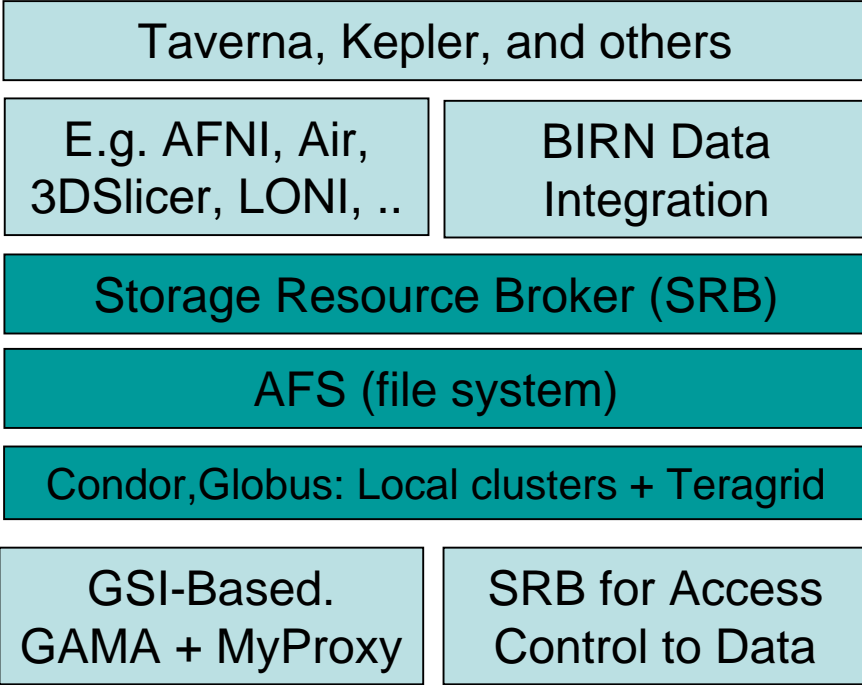 Taverna, Kepler, and others
E.g. AFNI, Air,
3DSlicer, LONI, ..
BIRN Data
Integration
Storage Resource Broker (SRB)
AFS (file system)
Condor,Globus: Local clusters + Teragrid
GSI-Based.
GAMA + MyProxy
SRB for Access
Control to Data